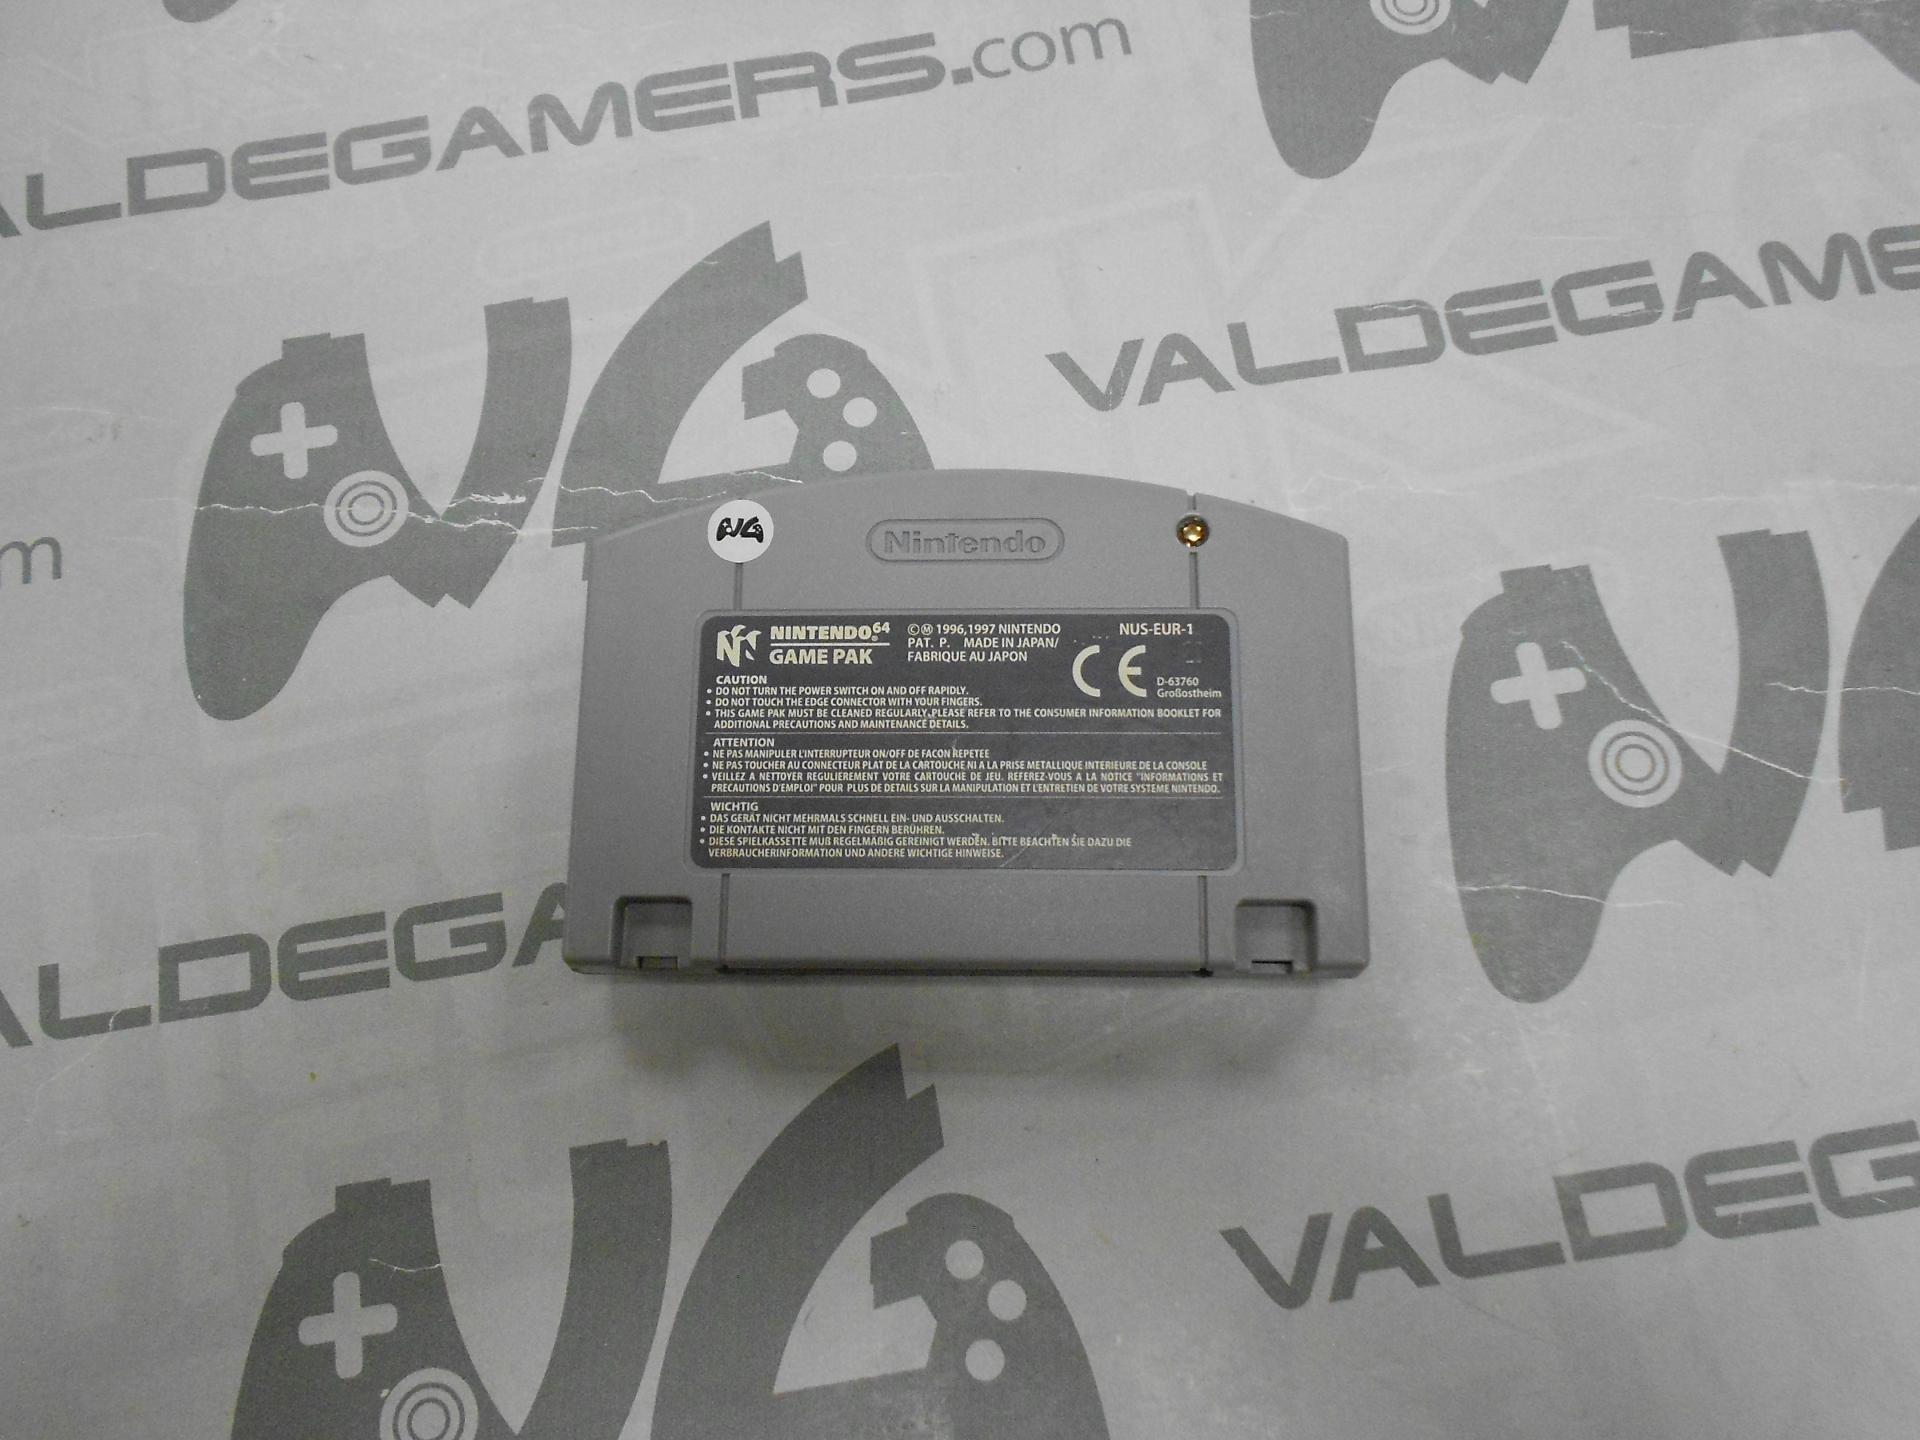 VALDEGAMERS.com
VALDEGAME
om
Nintendo
NINTENDO 64
GAME PAK
©Ⓜ 1996,1997 NINTENDO
PAT. P. MADE IN JAPAN/
FABRIQUE AU JAPON
NUS-EUR-1
CE
D-63760
Großostheim
CAUTION
• DO NOT TURN THE POWER SWITCH ON AND OFF RAPIDLY.
• DO NOT TOUCH THE EDGE CONNECTOR WITH YOUR FINGERS.
• THIS GAME PAK MUST BE CLEANED REGULARLY. PLEASE REFER TO THE CONSUMER INFORMATION BOOKLET FOR
ADDITIONAL PRECAUTIONS AND MAINTENANCE DETAILS.
ATTENTION
• NE PAS MANIPULER L'INTERRUPTEUR ON/OFF DE FACON REPETEE
• NE PAS TOUCHER AU CONNECTEUR PLAT DE LA CARTOUCHE NI A LA PRISE METALLIQUE INTERIEURE DE LA CONSOLE
• VEILLEZ A NETTOYER REGULIEREMENT VOTRE CARTOUCHE DE JEU. REFEREZ-VOUS A LA NOTICE "INFORMATIONS ET
PRECAUTIONS D'EMPLOI" POUR PLUS DE DETAILS SUR LA MANIPULATION ET L'ENTRETIEN DE VOTRE SYSTEME NINTENDO.
WICHTIG
• DAS GERÄT NICHT MEHRMALS SCHNELL EIN- UND AUSSCHALTEN.
• DIE KONTAKTE NICHT MIT DEN FINGERN BERÜHREN.
• DIESE SPIELKASSETTE MUß REGELMÄßIG GEREINIGT WERDEN. BITTE BEACHTEN SIE DAZU DIE
VERBRAUCHERINFORMATION UND ANDERE WICHTIGE HINWEISE.
ALDEGA
VALDEG